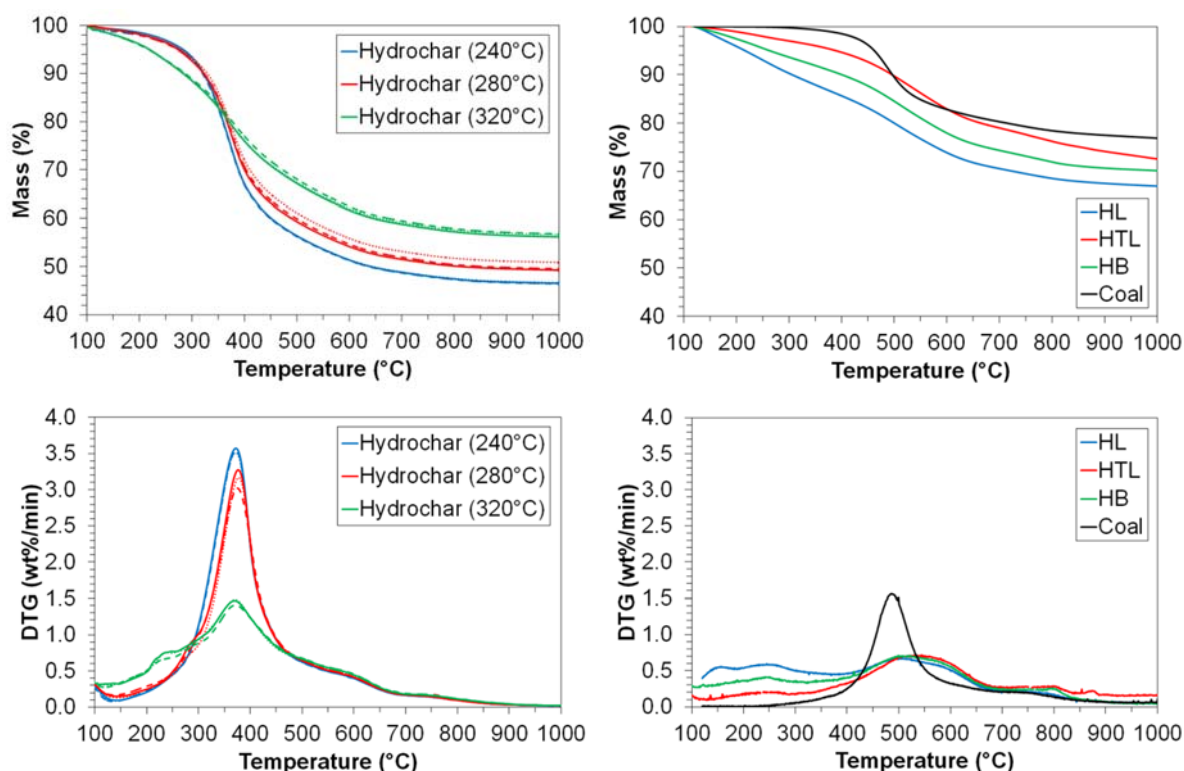 100
90
80
70
60
50
40
Mass (%)
Hydrochar (240°C)
Hydrochar (280°C)
Hydrochar (320°C)
100 200 300 400 500 600 700 800 900 1000
Temperature (°C)
100
90
80
70
60
50
40
Mass (%)
HL
HTL
HB
Coal
100 200 300 400 500 600 700 800 900 1000
Temperature (°C)
4.0
3.5
3.0
2.5
2.0
1.5
1.0
0.5
0.0
DTG (wt%/min)
Hydrochar (240°C)
Hydrochar (280°C)
Hydrochar (320°C)
100 200 300 400 500 600 700 800 900 1000
Temperature (°C)
4.0
3.5
3.0
2.5
2.0
1.5
1.0
0.5
0.0
DTG (wt%/min)
HL
HTL
HB
Coal
100 200 300 400 500 600 700 800 900 1000
Temperature (°C)